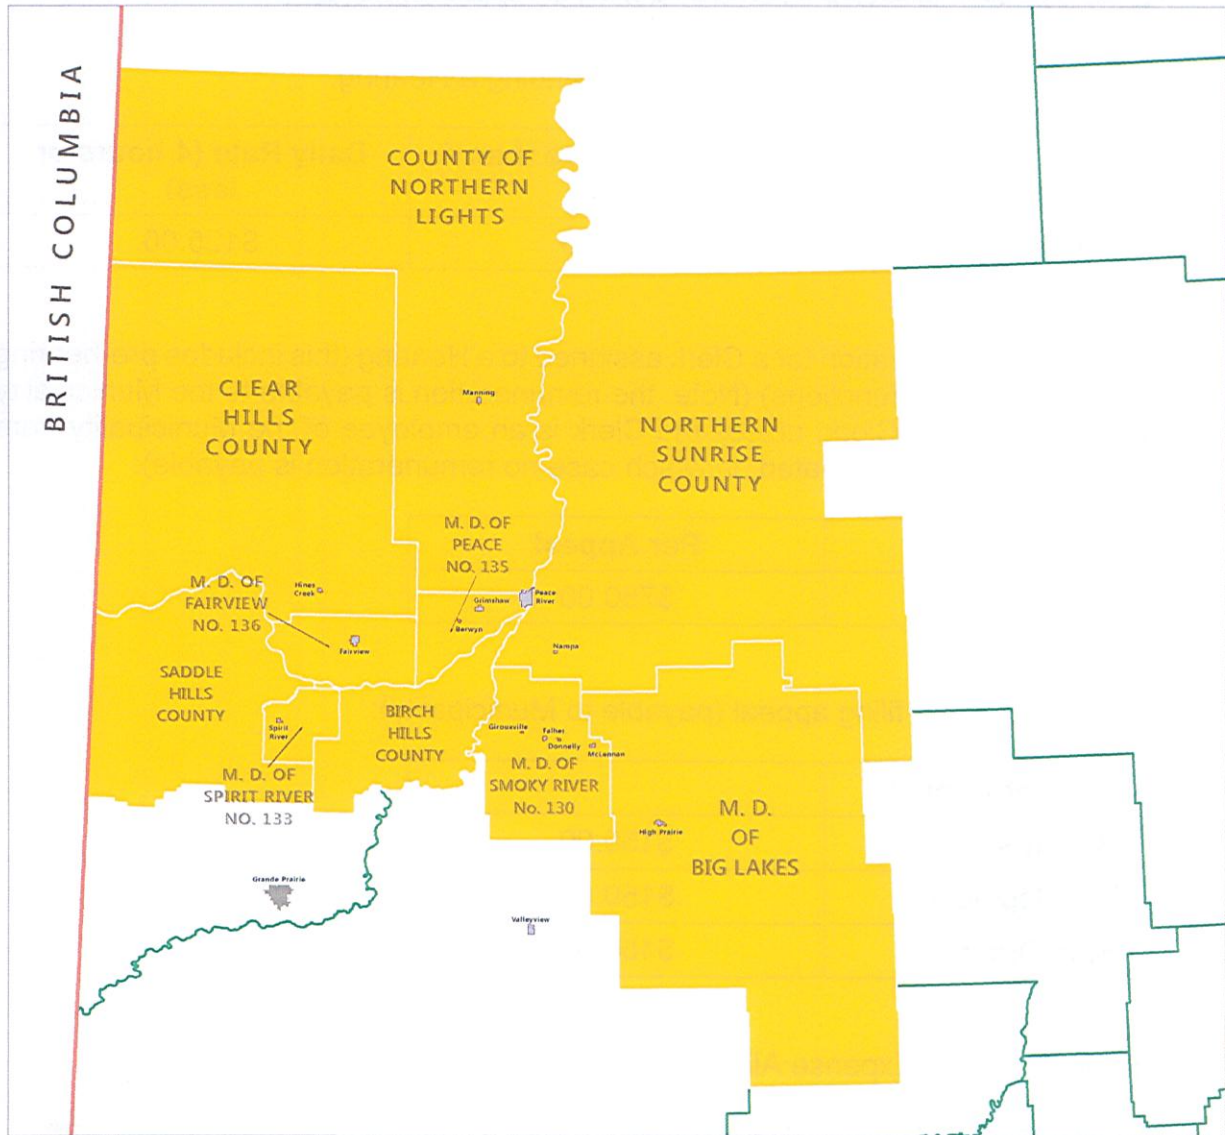 BRITISH COLUMBIA
COUNTY OF
NORTHERN
LIGHTS
CLEAR
HILLS
COUNTY
Manning
NORTHERN
SUNRISE
COUNTY
M. D. OF
PEACE
NO. 135
M. D. OF
FAIRVIEW
NO. 136
Hines
Creek
Grimshaw
Peace
River
Berwyn
Fairview
Nampa
SADDLE
HILLS
COUNTY
Spirit
River
BIRCH
HILLS
COUNTY
Girouxville
Falher
Donnelly
McLennan
M. D. OF
SPIRIT RIVER
NO. 133
M. D. OF
SMOKY RIVER
No. 130
M. D.
OF
BIG LAKES
High Prairie
Grande Prairie
Valleyview